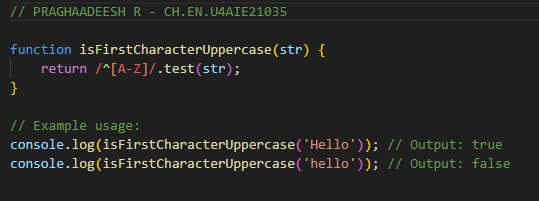 // PRAGHAADEESH R - CH.EN.U4AIE21035
function isFirstCharacterUppercase(str) {
    return /^[A-Z]/.test(str);
}
// Example usage:
console.log(isFirstCharacterUppercase('Hello')); // Output: true
console.log(isFirstCharacterUppercase('hello')); // Output: false